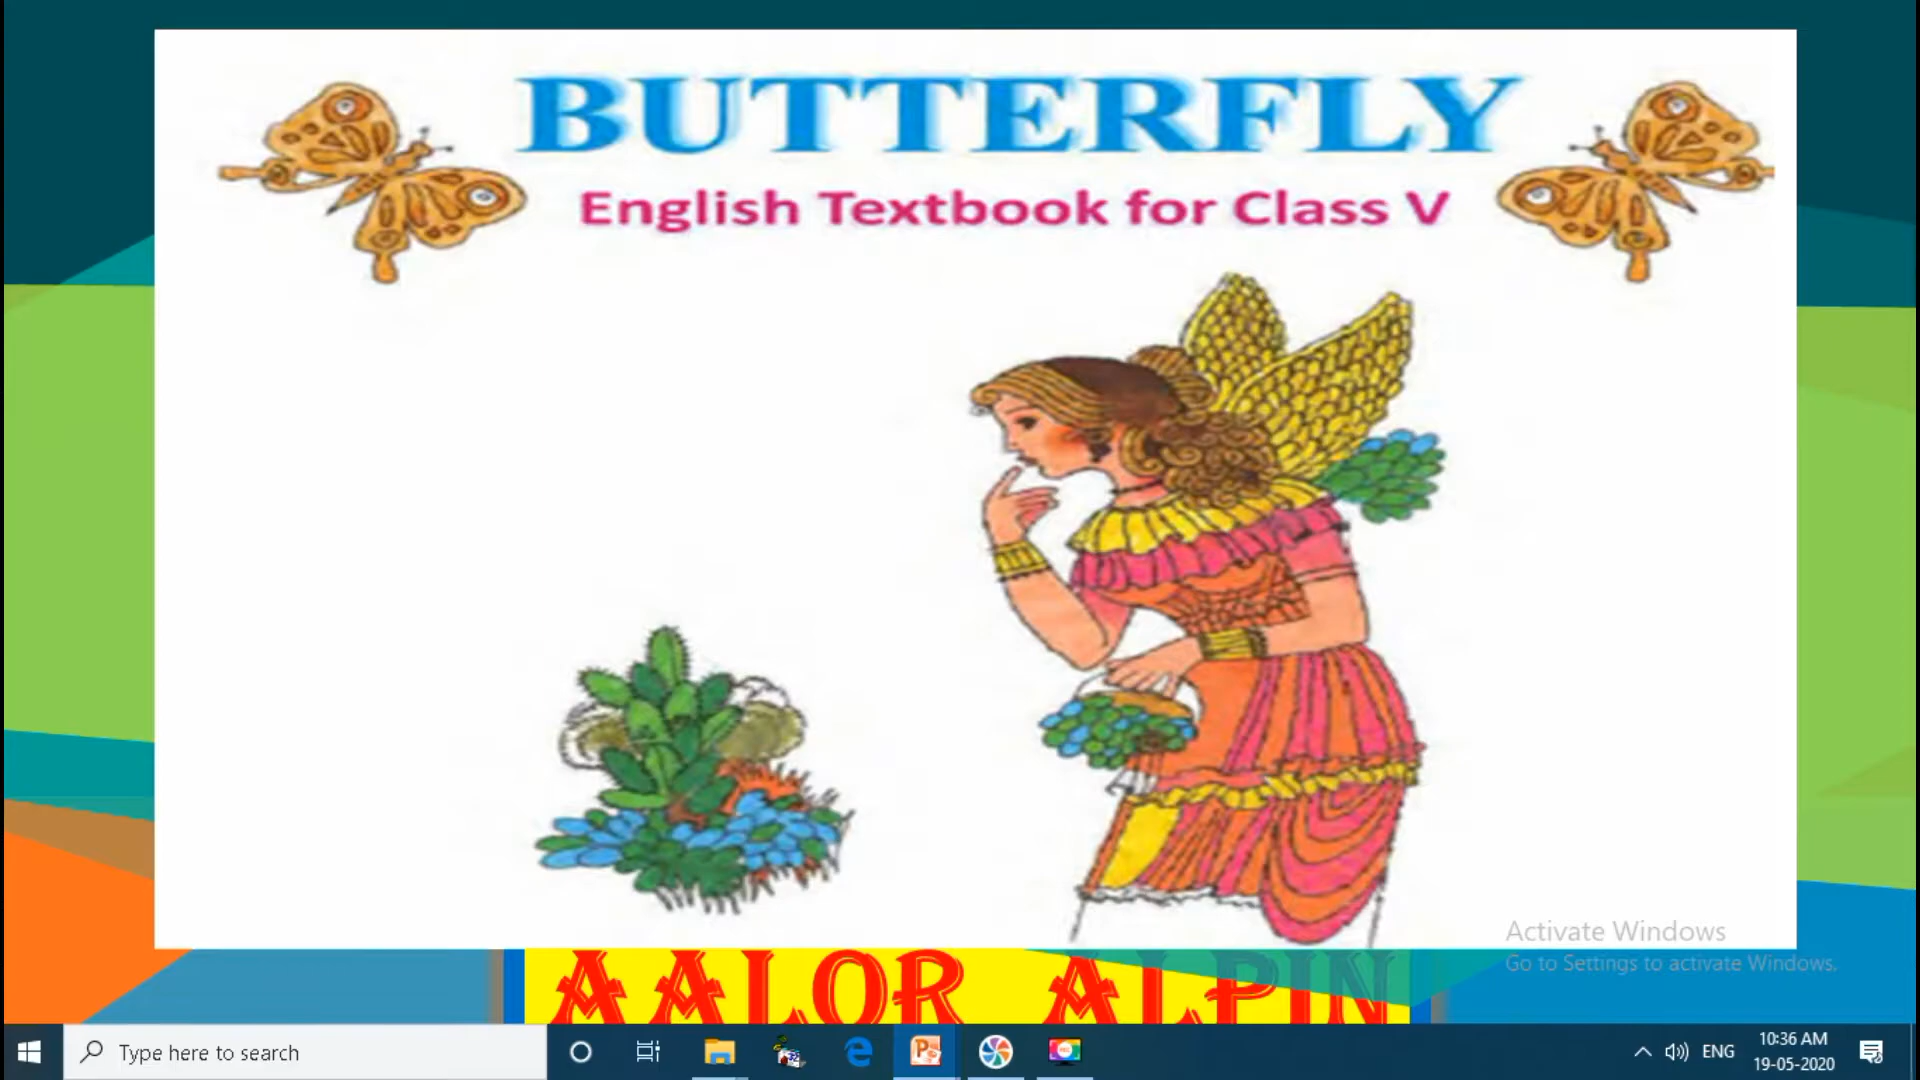 BUTTERFLY
English Textbook for Class V
Activate Windows
Go to Settings to activate Windows.
AALOR ALPIN
Type here to search
ENG
10:36 AM
19-05-2020